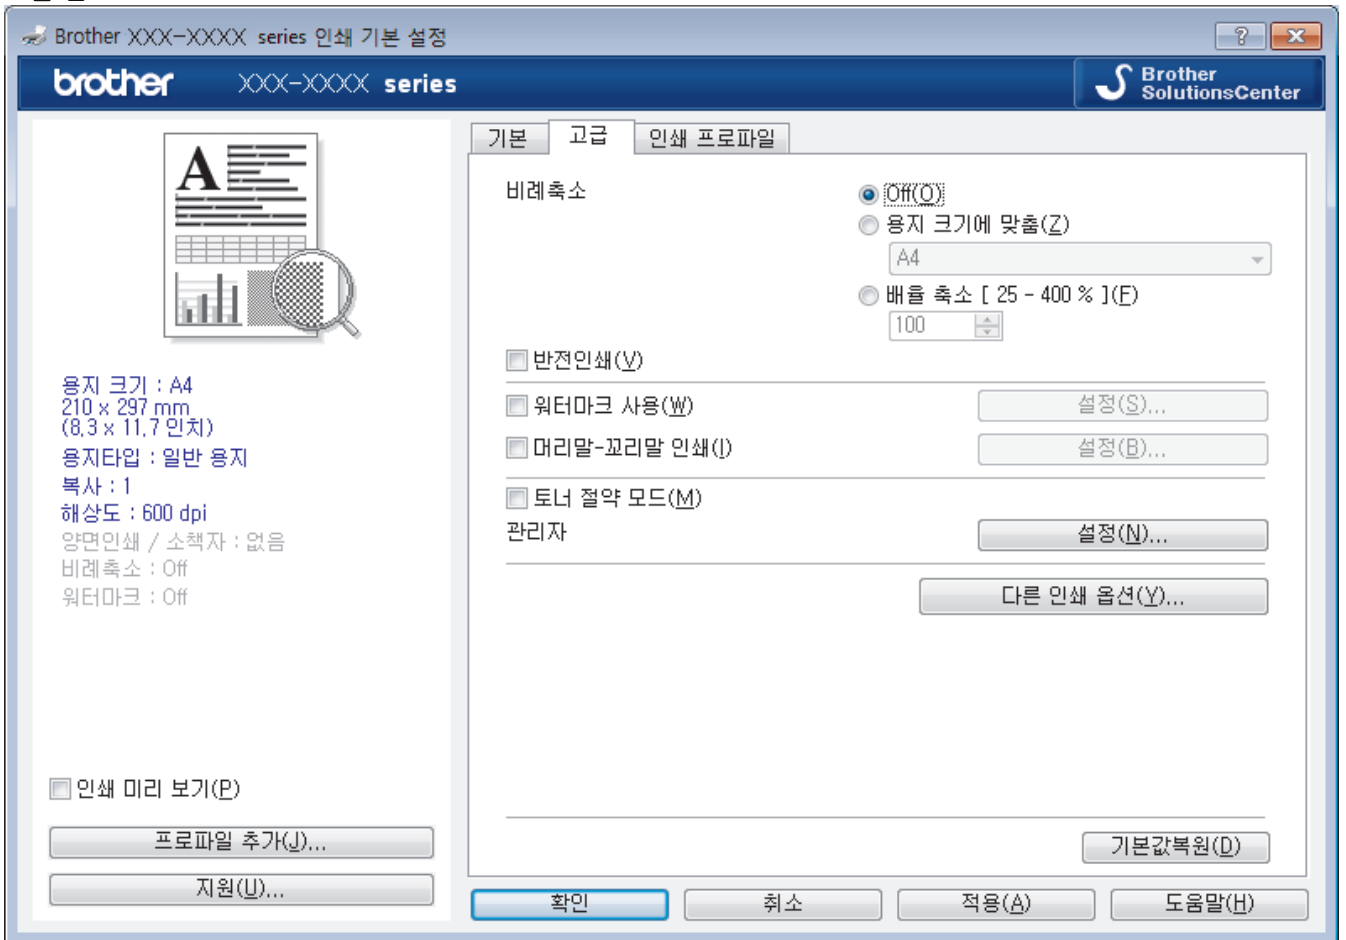 Brother XXX-XXXX series 인쇄 기본 설정
brother XXX-XXXX series
Brother
SolutionsCenter
A
용지 크기 : A4
210 x 297 mm
(8.3 x 11.7 인치)
용지타입 : 일반 용지
복사 : 1
해상도 : 600 dpi
양면인쇄 / 소책자 : 없음
비례축소 : Off
워터마크 : Off
인쇄 미리 보기(P)
프로파일 추가(J)...
지원(U)...
기본 고급 인쇄 프로파일
비례축소
Off(O)
용지 크기에 맞춤(Z)
A4
배율 축소 [ 25 - 400 % ](F)
100
반전인쇄(V)
워터마크 사용(W) 설정(S)...
머리말-꼬리말 인쇄(I) 설정(B)...
토너 절약 모드(M)
관리자 설정(N)...
다른 인쇄 옵션(Y)...
기본값복원(D)
확인 취소 적용(A) 도움말(H)